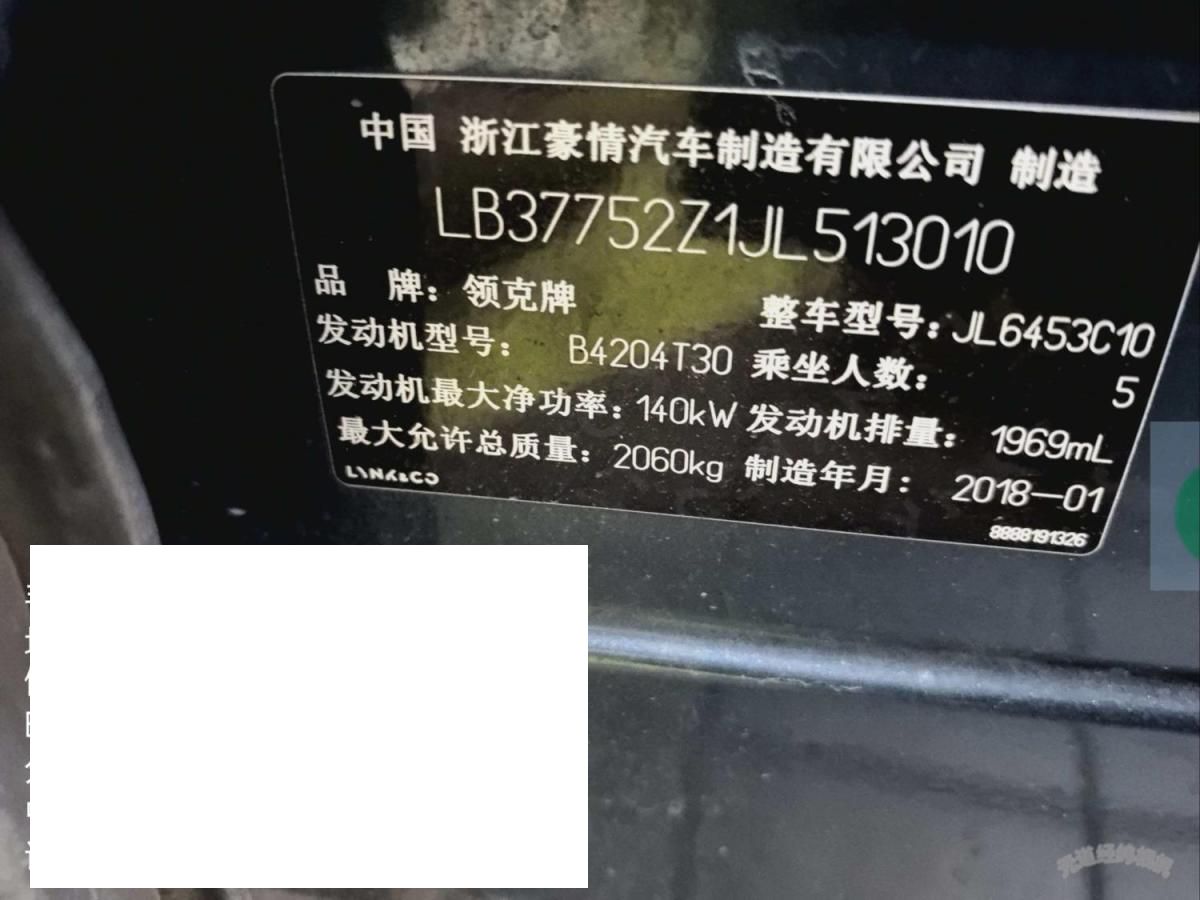 中国 浙江豪情汽车制造有限公司 制造
LB37752Z1JL513010
品 牌：领克牌 整车型号：JL6453C10
发动机型号： B4204T30 乘坐人数： 5
发动机最大净功率：140kW 发动机排量： 1969mL
最大允许总质量：2060kg 制造年月： 2018—01
LYNK&CO
8888191326